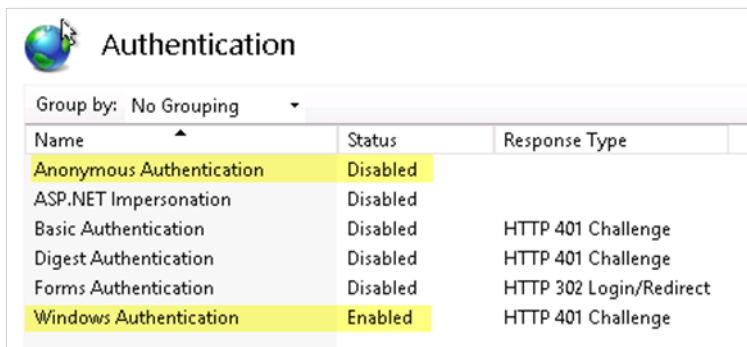 Authentication
Group by: No Grouping
Name Status Response Type
Anonymous Authentication Disabled
ASP.NET Impersonation Disabled
Basic Authentication Disabled HTTP 401 Challenge
Digest Authentication Disabled HTTP 401 Challenge
Forms Authentication Disabled HTTP 302 Login/Redirect
Windows Authentication Enabled HTTP 401 Challenge